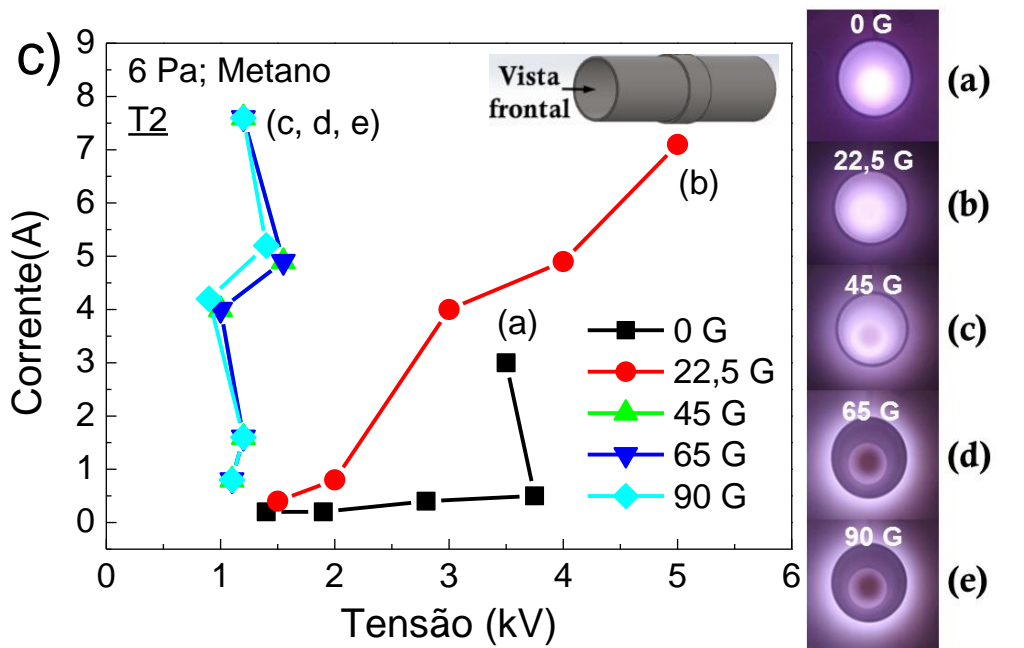 c)
6 Pa; Metano
T2
(c, d, e)
Vista
frontal
(b)
(a)
0 G
22,5 G
45 G
65 G
90 G
Corrente(A)
9
8
7
6
5
4
3
2
1
0
0 1 2 3 4 5 6
Tensão (kV)
0 G
(a)
22,5 G
(b)
45 G
(c)
65 G
(d)
90 G
(e)